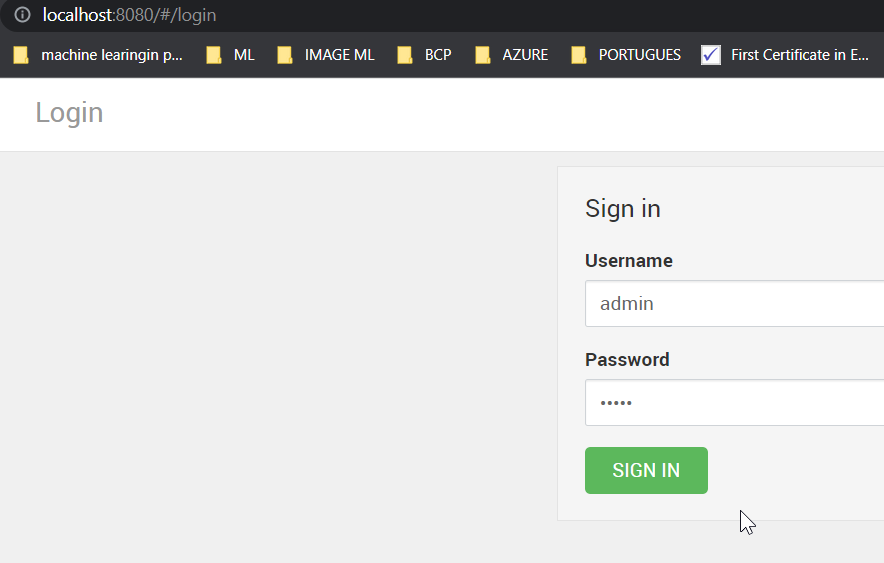 localhost:8080/#/login
machine learingin p... ML IMAGE ML BCP AZURE PORTUGUES First Certificate in E...
Login
Sign in
Username
admin
Password
•••••
SIGN IN